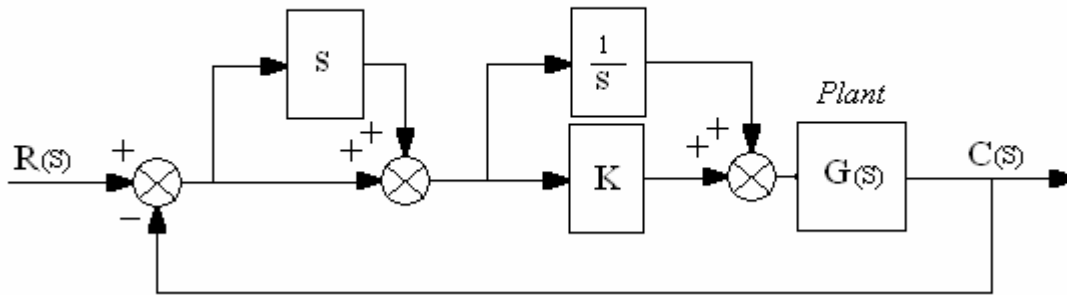 s
1
s
Plant
+ +
+ +
R(S)
+
K
G(S)
C(S)
−